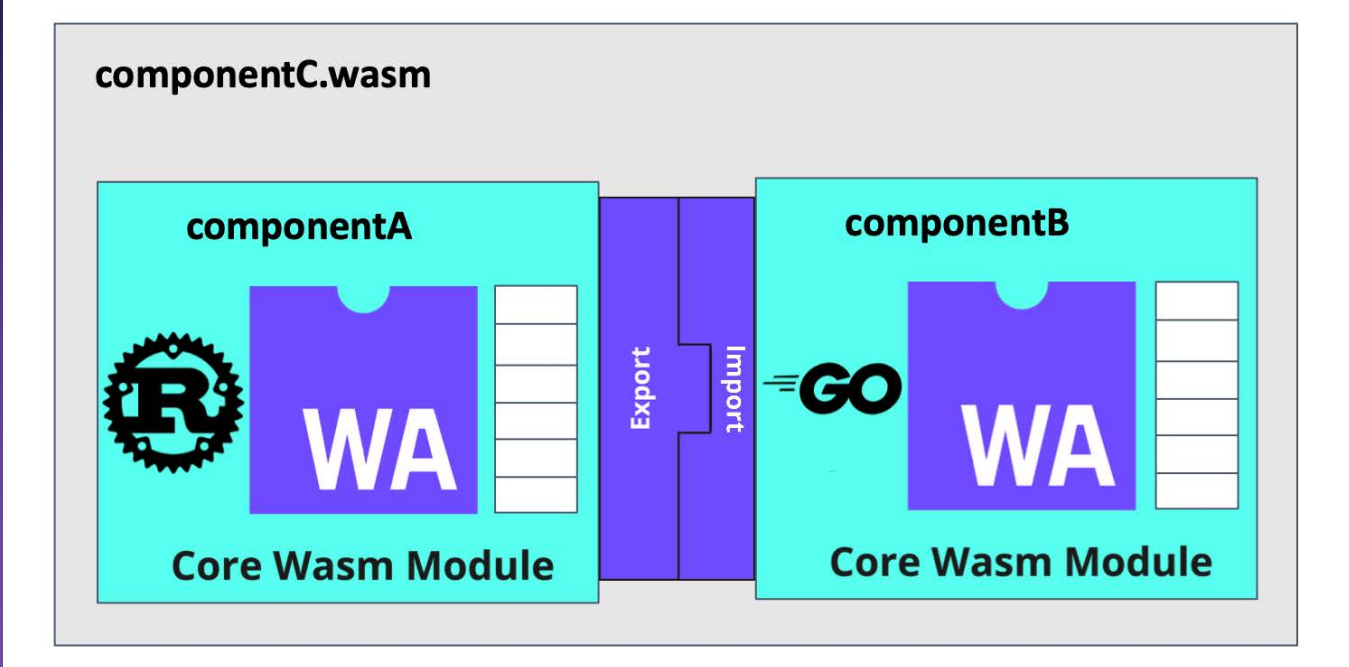 componentC.wasm
componentA
R
WA
Core Wasm Module
Export
Import
componentB
GO
WA
Core Wasm Module